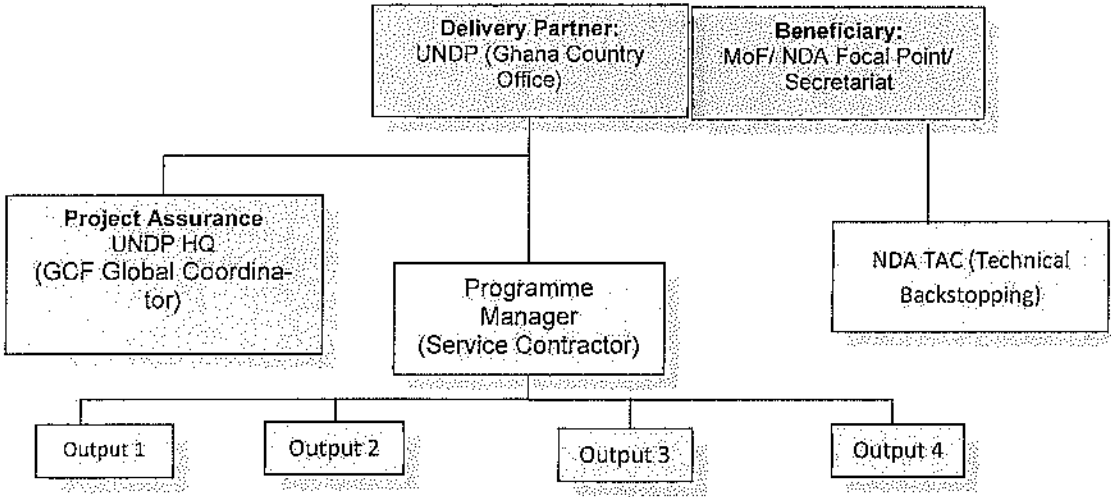 Delivery Partner:
UNDP (Ghana Country
Office)
Beneficiary:
MoF/ NDA Focal Point/
Secretariat
Project Assurance
UNDP HQ
(GCF Global Coordina-
tor)
Programme
Manager
(Service Contractor)
NDA TAC (Technical
Backstopping)
Output 1
Output 2
Output 3
Output 4